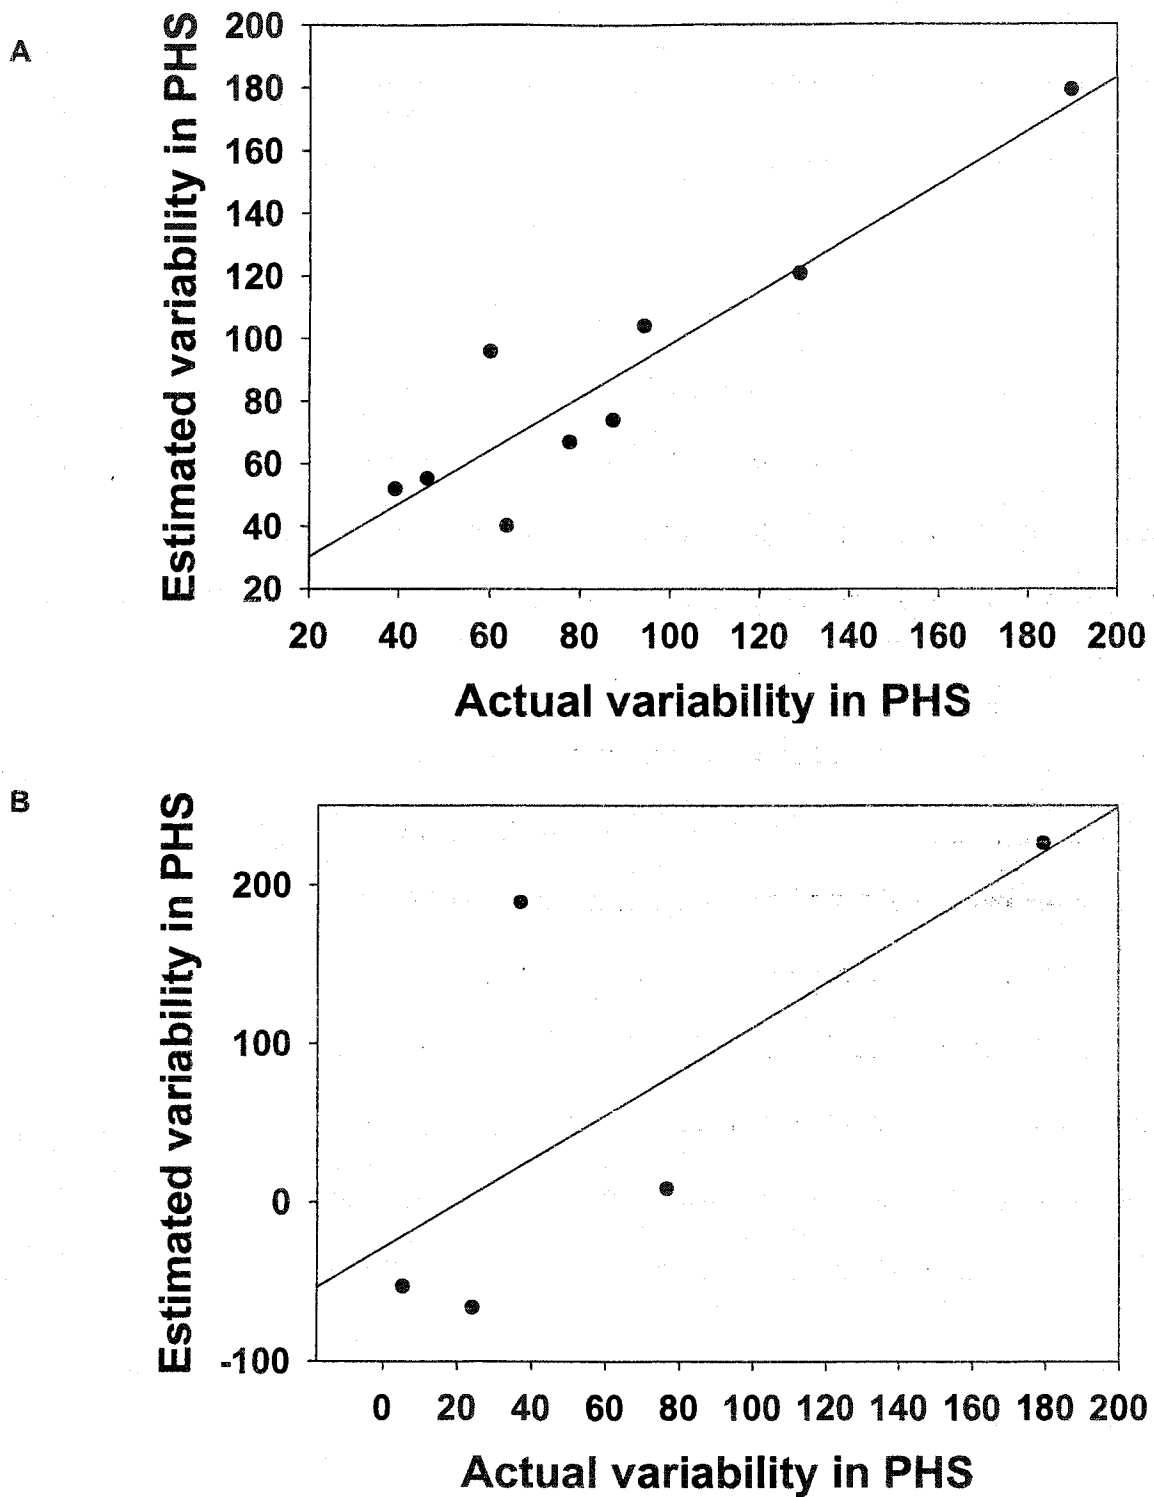 A
Estimated variability in PHS
200
180
160
140
120
100
80
60
40
20
20 40 60 80 100 120 140 160 180 200
Actual variability in PHS
B
Estimated variability in PHS
200
100
0
-100
0 20 40 60 80 100 120 140 160 180 200
Actual variability in PHS